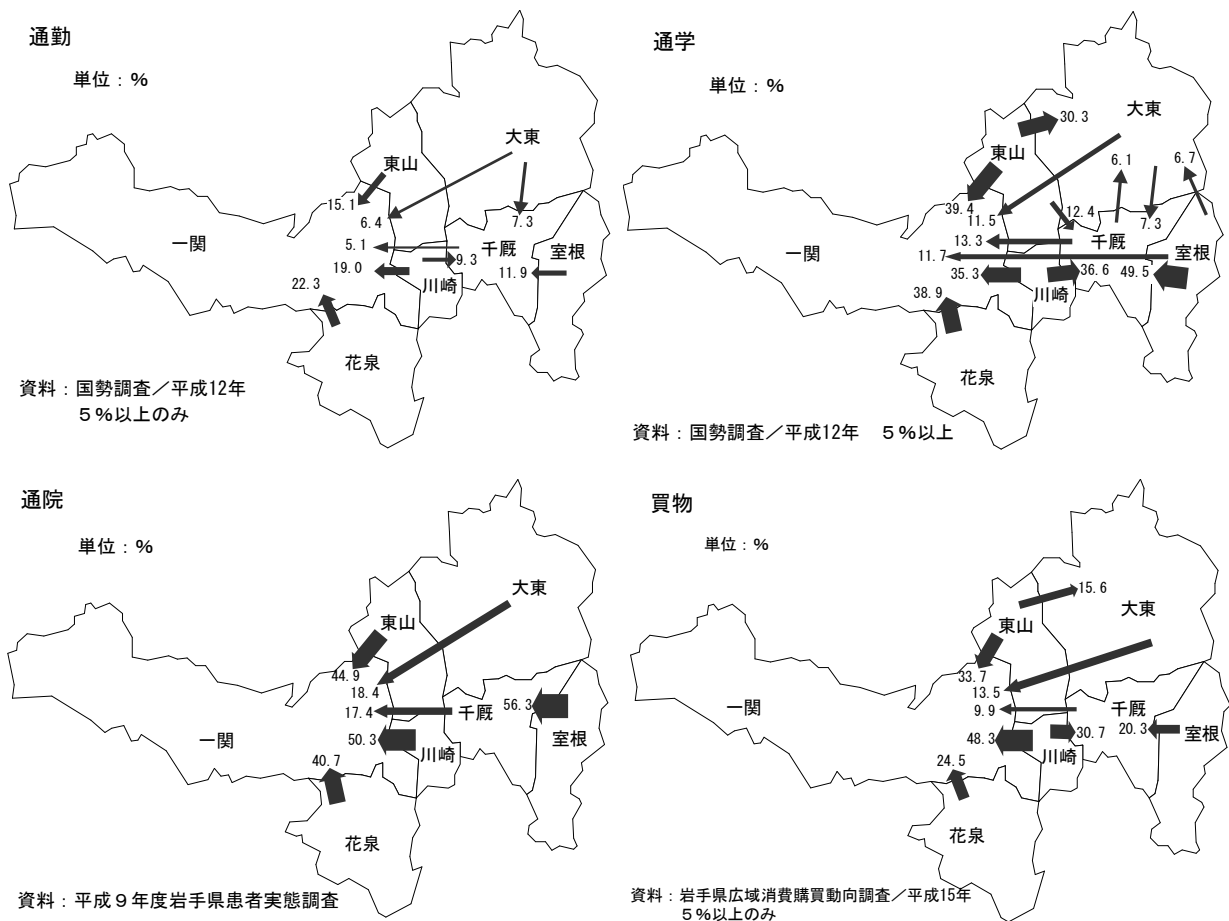 通勤
単位：％
大東
東山
15.1
6.4
7.3
5.1
一関
千厩
9.3
室根
19.0
11.9
川崎
22.3
花泉
資料：国勢調査／平成12年
５％以上のみ
通学
単位：％
大東
30.3
東山
6.1
6.7
39.4
11.5
12.4
7.3
13.3
千厩
一関
11.7
室根
35.3
36.6
49.5
川崎
38.9
花泉
資料：国勢調査／平成12年　５％以上
通院
単位：％
大東
東山
44.9
18.4
56.3
17.4
千厩
一関
50.3
川崎
室根
40.7
花泉
資料：平成９年度岩手県患者実態調査
買物
単位：％
15.6
大東
東山
33.7
13.5
9.9
千厩
一関
48.3
30.7
20.3
室根
川崎
24.5
花泉
資料：岩手県広域消費購買動向調査／平成15年
５％以上のみ